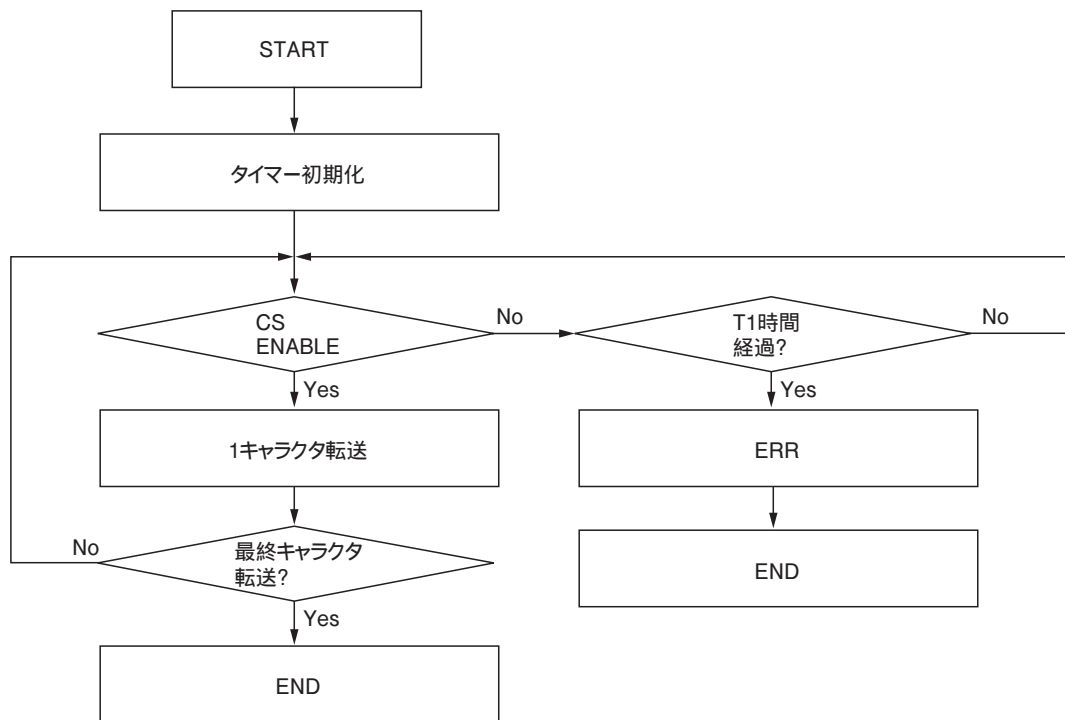 START
タイマー初期化
CS
ENABLE
No
T1時間
経過?
No
Yes
Yes
1キャラクタ転送
ERR
No
最終キャラクタ
転送?
END
Yes
END